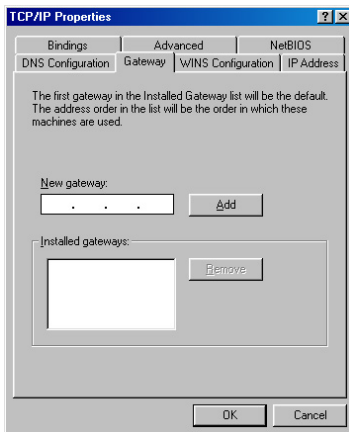 TCP/IP Properties
Bindings Advanced NetBIOS
DNS Configuration Gateway WINS Configuration IP Address
The first gateway in the Installed Gateway list will be the default.
The address order in the list will be the order in which these
machines are used.
New gateway:
. . . Add
Installed gateways:
Remove
OK Cancel